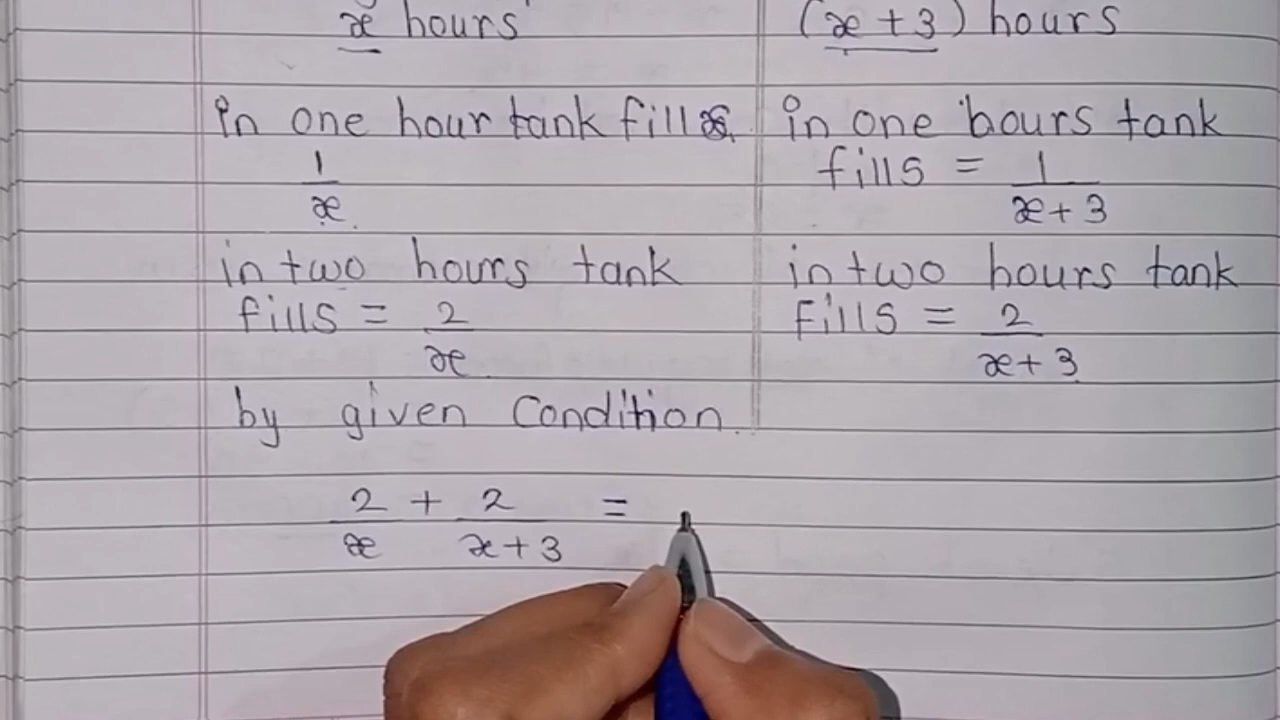 x hours
in one hour tank fills.
1/x
in two hours tank
fills = 2/x
(x + 3) hours
in one hours tank
fills = 1/(x + 3)
in two hours tank
Fills = 2/(x + 3)
by given Condition.
2/x + 2/(x + 3) =